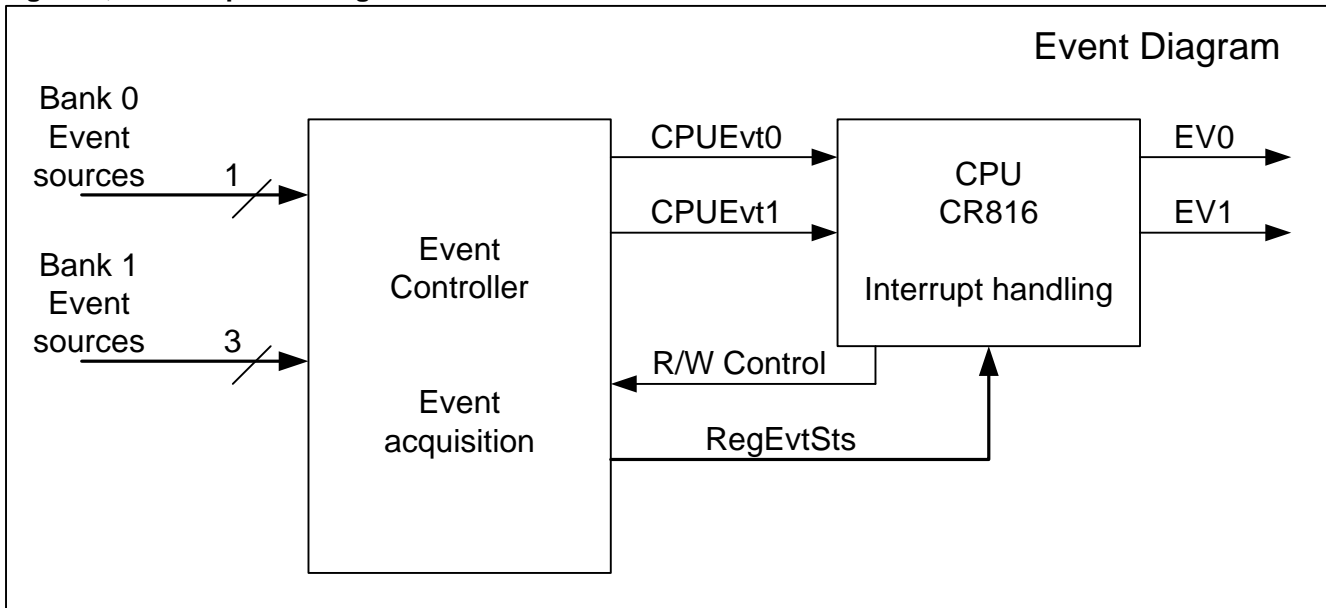 Event Diagram
Bank 0
Event
sources
1
Bank 1
Event
sources
3
Event
Controller
Event
acquisition
CPUEvt0
CPUEvt1
R/W Control
RegEvtSts
CPU
CR816
Interrupt handling
EV0
EV1